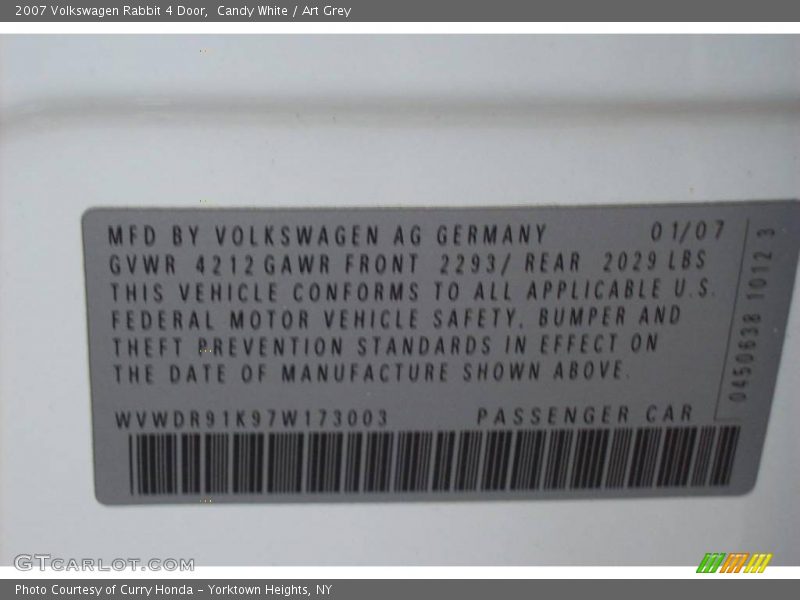 2007 Volkswagen Rabbit 4 Door,  Candy White / Art Grey
MFD BY VOLKSWAGEN AG GERMANY 01/07
GVWR 4212 GAWR FRONT 2293/ REAR 2029 LBS
THIS VEHICLE CONFORMS TO ALL APPLICABLE U.S.
FEDERAL MOTOR VEHICLE SAFETY, BUMPER AND
THEFT PREVENTION STANDARDS IN EFFECT ON
THE DATE OF MANUFACTURE SHOWN ABOVE.
WVWDR91K97W173003 PASSENGER CAR
0450638 1012 3
GTCARLOT.COM
Photo Courtesy of Curry Honda - Yorktown Heights, NY